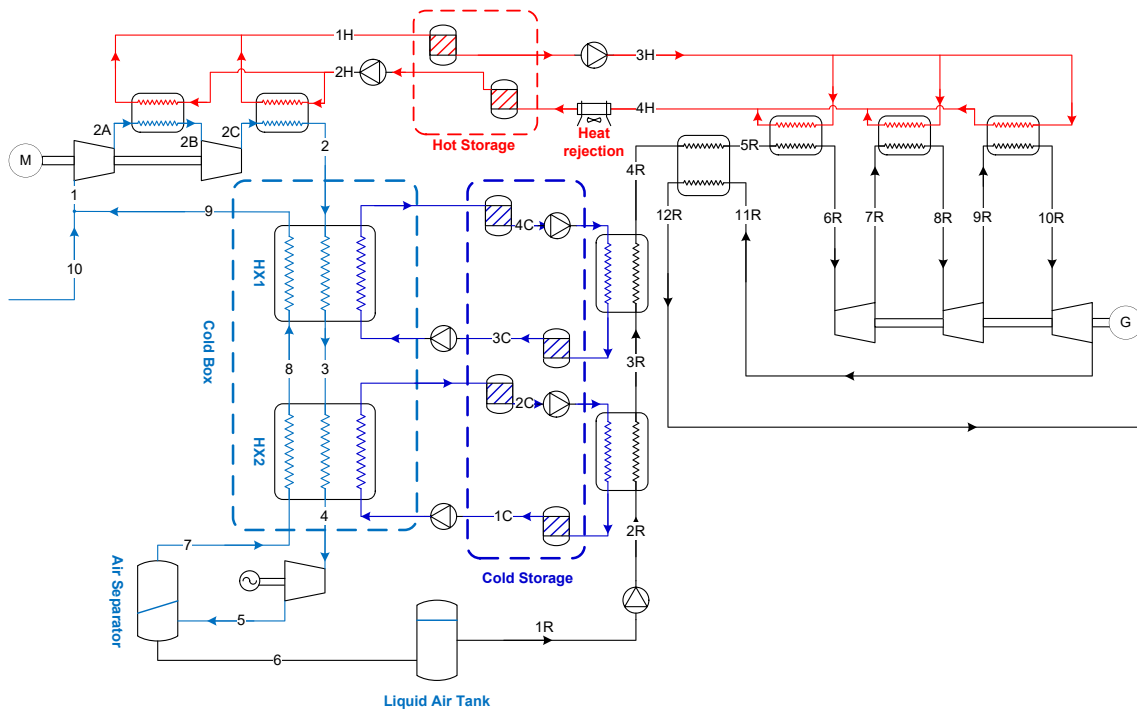 1H
3H
2H
4H
Hot Storage
Heat
rejection
2A
2B
2C
2
M
1
9
10
4R
5R
12R
11R
6R
7R
8R
9R
10R
G
HX1
4C
3C
3R
Cold Box
8
3
2C
HX2
1C
2R
4
7
Air Separator
5
Cold Storage
6
1R
Liquid Air Tank